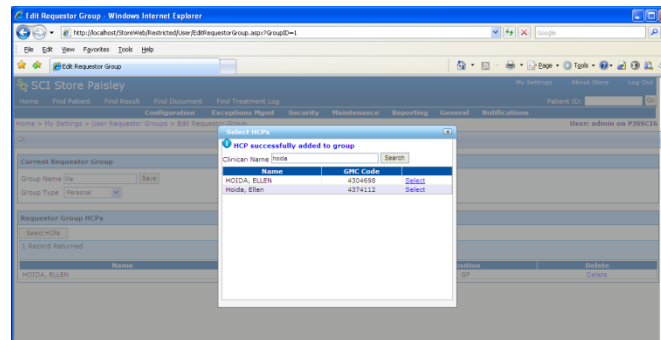 Edit Requestor Group - Windows Internet Explorer
http://localhost/StoreWeb/Restricted/User/EditRequestorGroup.aspx?GroupID=1
Google
File Edit View Favorites Tools Help
Edit Requestor Group
Page Tools
SCI Store Paisley
My Settings About Store Log Out
Home Find Patient Find Result Find Document Find Treatment Log
Patient ID: Go
Configuration Exceptions Mgmt Security Maintenance Reporting General Notifications
Home > My Settings > User Requestor Groups > Edit Requestor Group
User: admin on PJSSCI6
Select HCPs
HCP successfully added to group
Clinican Name hoida Search
Name GMC Code
HOIDA, ELLEN 4304698 Select
Hoida, Ellen 4374112 Select
Current Requestor Group
Group Name Save
Group Type Personal
Requestor Group HCPs
Select HCPs
1 Record Returned
Name Position Delete
HOIDA, ELLEN GP Delete